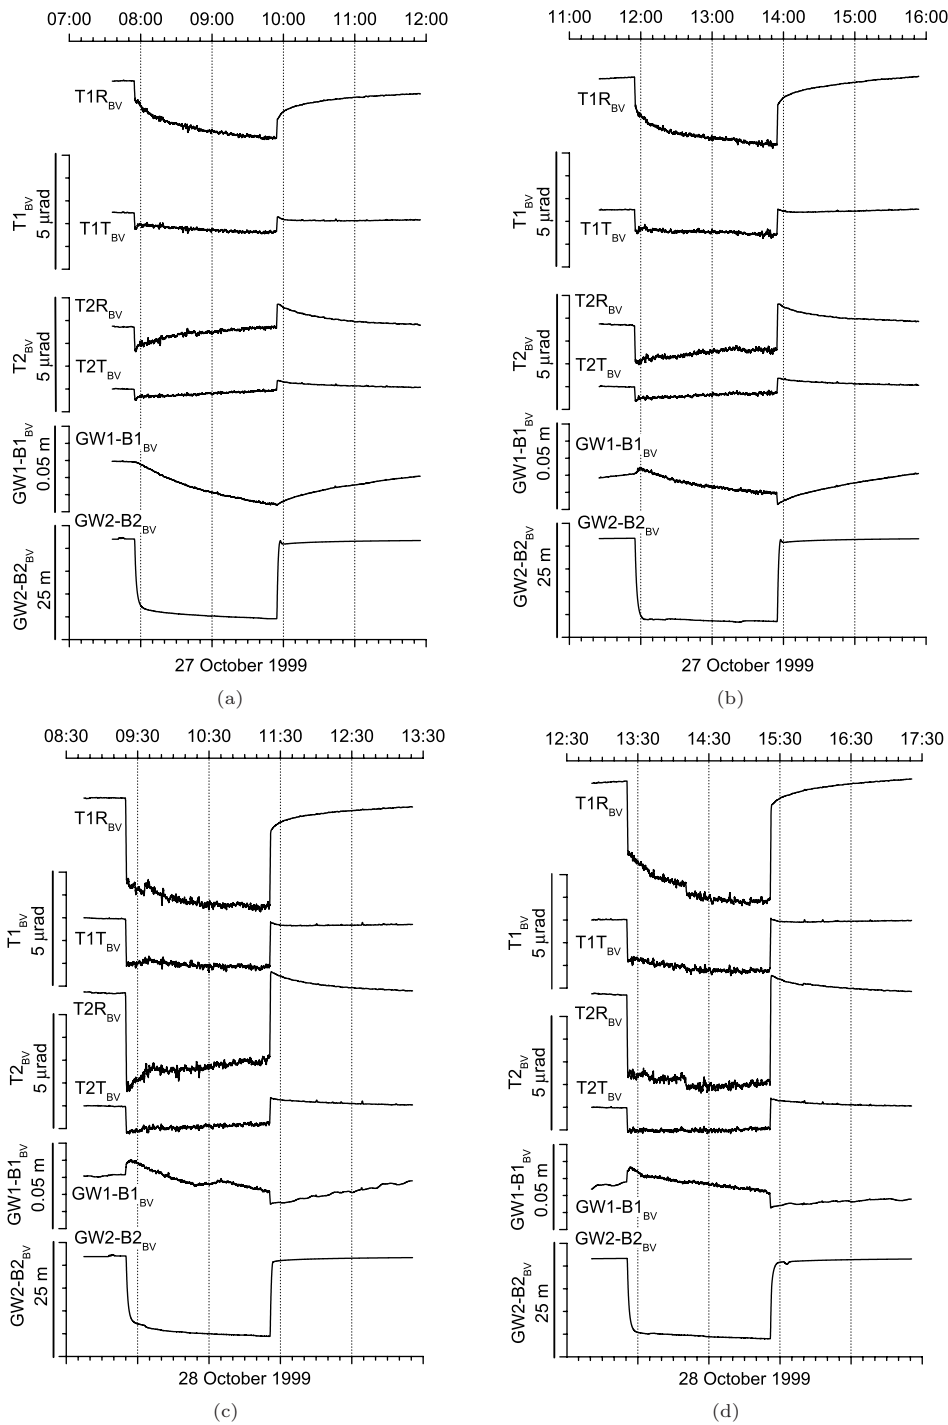 07:00 08:00 09:00 10:00 11:00 12:00
T1R_BV
T1_BV
5 µrad
T1T_BV
T2R_BV
T2_BV
5 µrad
T2T_BV
GW1-B1_BV
GW1-B1_BV
0.05 m
GW2-B2_BV
GW2-B2_BV
25 m
27 October 1999
(a)
11:00 12:00 13:00 14:00 15:00 16:00
T1R_BV
T1_BV
5 µrad
T1T_BV
T2R_BV
T2_BV
5 µrad
T2T_BV
GW1-B1_BV
GW1-B1_BV
0.05 m
GW2-B2_BV
GW2-B2_BV
25 m
27 October 1999
(b)
08:30 09:30 10:30 11:30 12:30 13:30
T1R_BV
T1_BV
5 µrad
T1T_BV
T2R_BV
T2_BV
5 µrad
T2T_BV
GW1-B1_BV
0.05 m
GW1-B1_BV
GW2-B2_BV
GW2-B2_BV
25 m
28 October 1999
(c)
12:30 13:30 14:30 15:30 16:30 17:30
T1R_BV
T1_BV
5 µrad
T1T_BV
T2R_BV
T2_BV
5 µrad
T2T_BV
GW1-B1_BV
0.05 m
GW1-B1_BV
GW2-B2_BV
GW2-B2_BV
25 m
28 October 1999
(d)